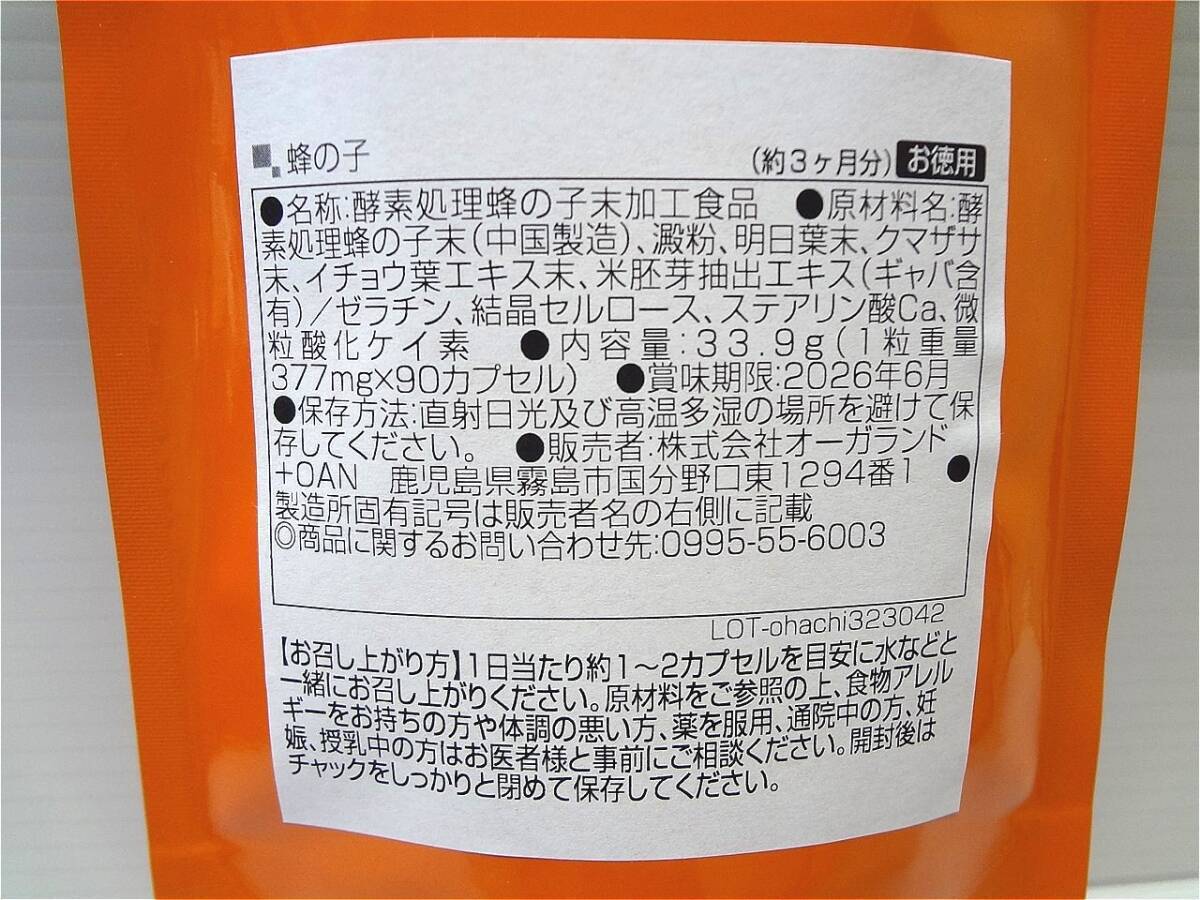 蜂の子 (約3ヶ月分) お徳用
●名称:酵素処理蜂の子末加工食品 ●原材料名:酵
素処理蜂の子末(中国製造)、澱粉、明日葉末、クマザサ
末、イチョウ葉エキス末、米胚芽抽出エキス(ギャバ含
有)/ゼラチン、結晶セルロース、ステアリン酸Ca、微
粒酸化ケイ素 ●内容量:33.9g(1粒重量
377mg×90カプセル) ●賞味期限:2026年6月
●保存方法:直射日光及び高温多湿の場所を避けて保
存してください。 ●販売者:株式会社オーガランド
+OAN 鹿児島県霧島市国分野口東1294番1 ●
製造所固有記号は販売者名の右側に記載
◎商品に関するお問い合わせ先:0995-55-6003
LOT-ohachi323042
【お召し上がり方】1日当たり約1~2カプセルを目安に水などと
一緒にお召し上がりください。原材料をご参照の上、食物アレル
ギーをお持ちの方や体調の悪い方、薬を服用、通院中の方、妊
娠、授乳中の方はお医者様と事前にご相談ください。開封後は
チャックをしっかりと閉めて保存してください。